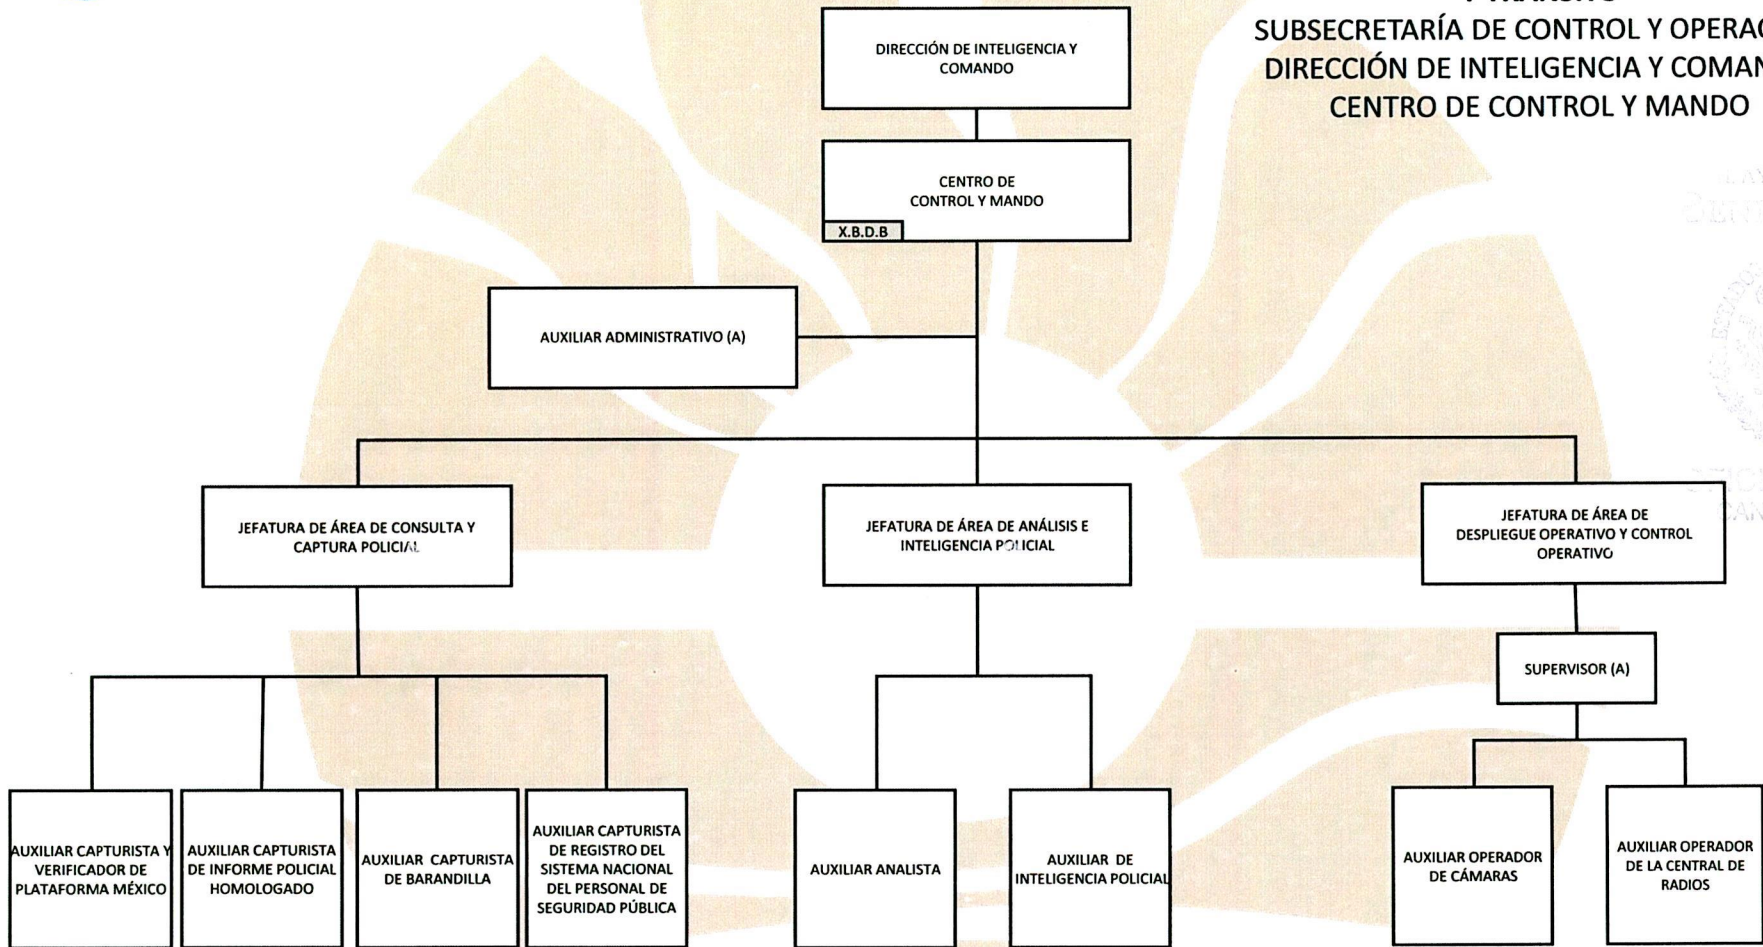 SUBSECRETARÍA DE CONTROL Y
DIRECCIÓN DE INTELIGENCIA Y
CENTRO DE CONTROL Y MANDO
DIRECCIÓN DE INTELIGENCIA Y
COMANDO
CENTRO DE
CONTROL Y MANDO
X.B.D.B
AUXILIAR ADMINISTRATIVO (A)
JEFATURA DE ÁREA DE CONSULTA Y
CAPTURA POLICIAL
JEFATURA DE ÁREA DE ANÁLISIS E
INTELIGENCIA POLICIAL
JEFATURA DE ÁREA DE
DESPLIEGUE OPERATIVO Y CONTROL
OPERATIVO
SUPERVISOR (A)
AUXILIAR CAPTURISTA Y
VERIFICADOR DE
PLATAFORMA MÉXICO
AUXILIAR CAPTURISTA
DE INFORME POLICIAL
HOMOLOGADO
AUXILIAR CAPTURISTA
DE BARANDILLA
AUXILIAR CAPTURISTA
DE REGISTRO DEL
SISTEMA NACIONAL
DEL PERSONAL DE
SEGURIDAD PÚBLICA
AUXILIAR ANALISTA
AUXILIAR DE
INTELIGENCIA POLICIAL
AUXILIAR OPERADOR
DE CÁMARAS
AUXILIAR OPERADOR
DE LA CENTRAL DE
RADIOS